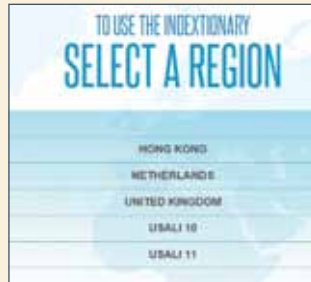 TO USE THE INDEXTIONARY
SELECT A REGION
HONG KONG
NETHERLANDS
UNITED KINGDOM
USALI 10
USALI 11